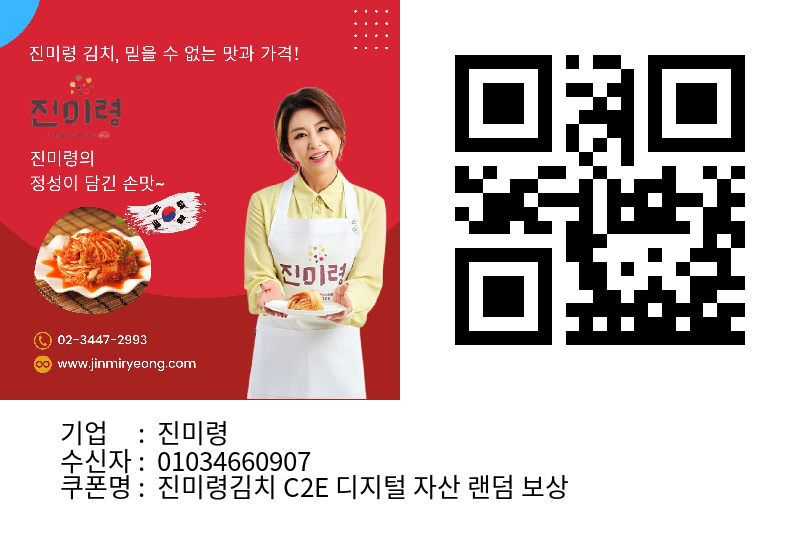 진미령 김치, 믿을 수 없는 맛과 가격!
진미령
진미령의
정성이 담긴 손맛~
진미령
02-3447-2993
www.jinmiryeong.com
기업 : 진미령
수신자 : 01034660907
쿠폰명 : 진미령김치 C2E 디지털 자산 랜덤 보상